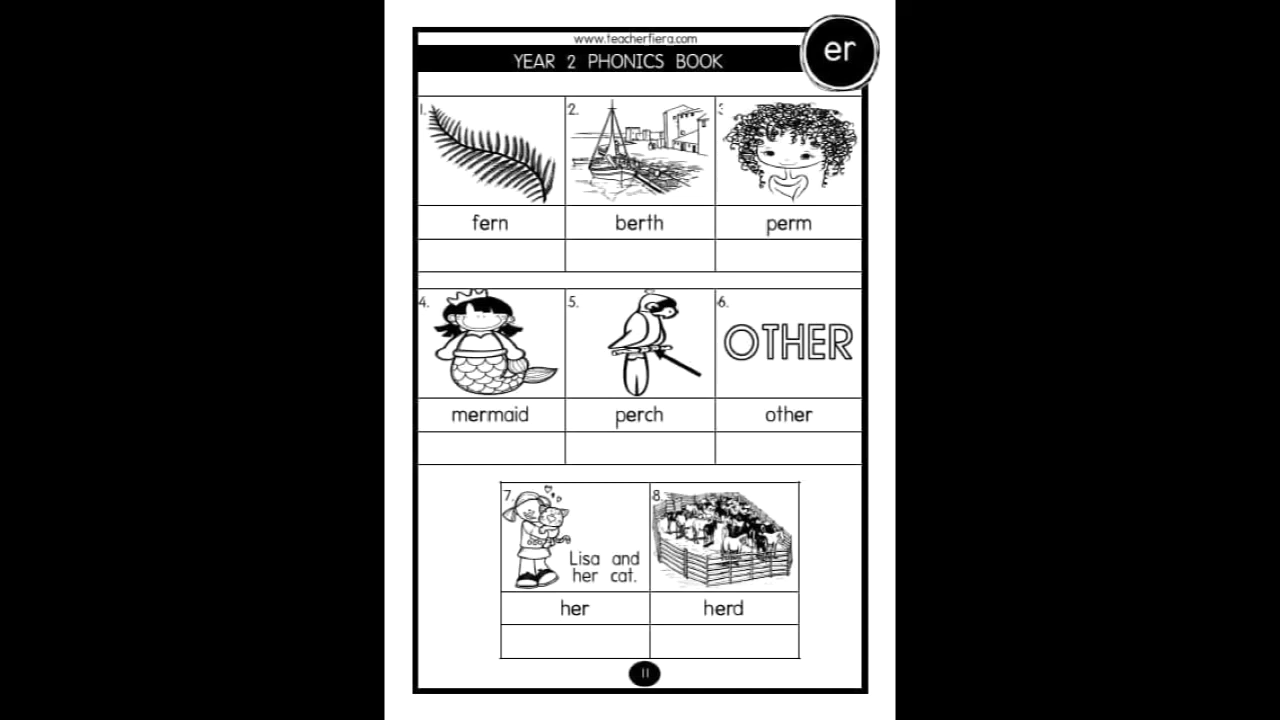 www.teacherfiera.com
YEAR 2 PHONICS BOOK
er
1.
2.
3
fern
berth
perm
4.
5.
6.
OTHER
mermaid
perch
other
7.
8.
Lisa and
her cat.
her
herd
11